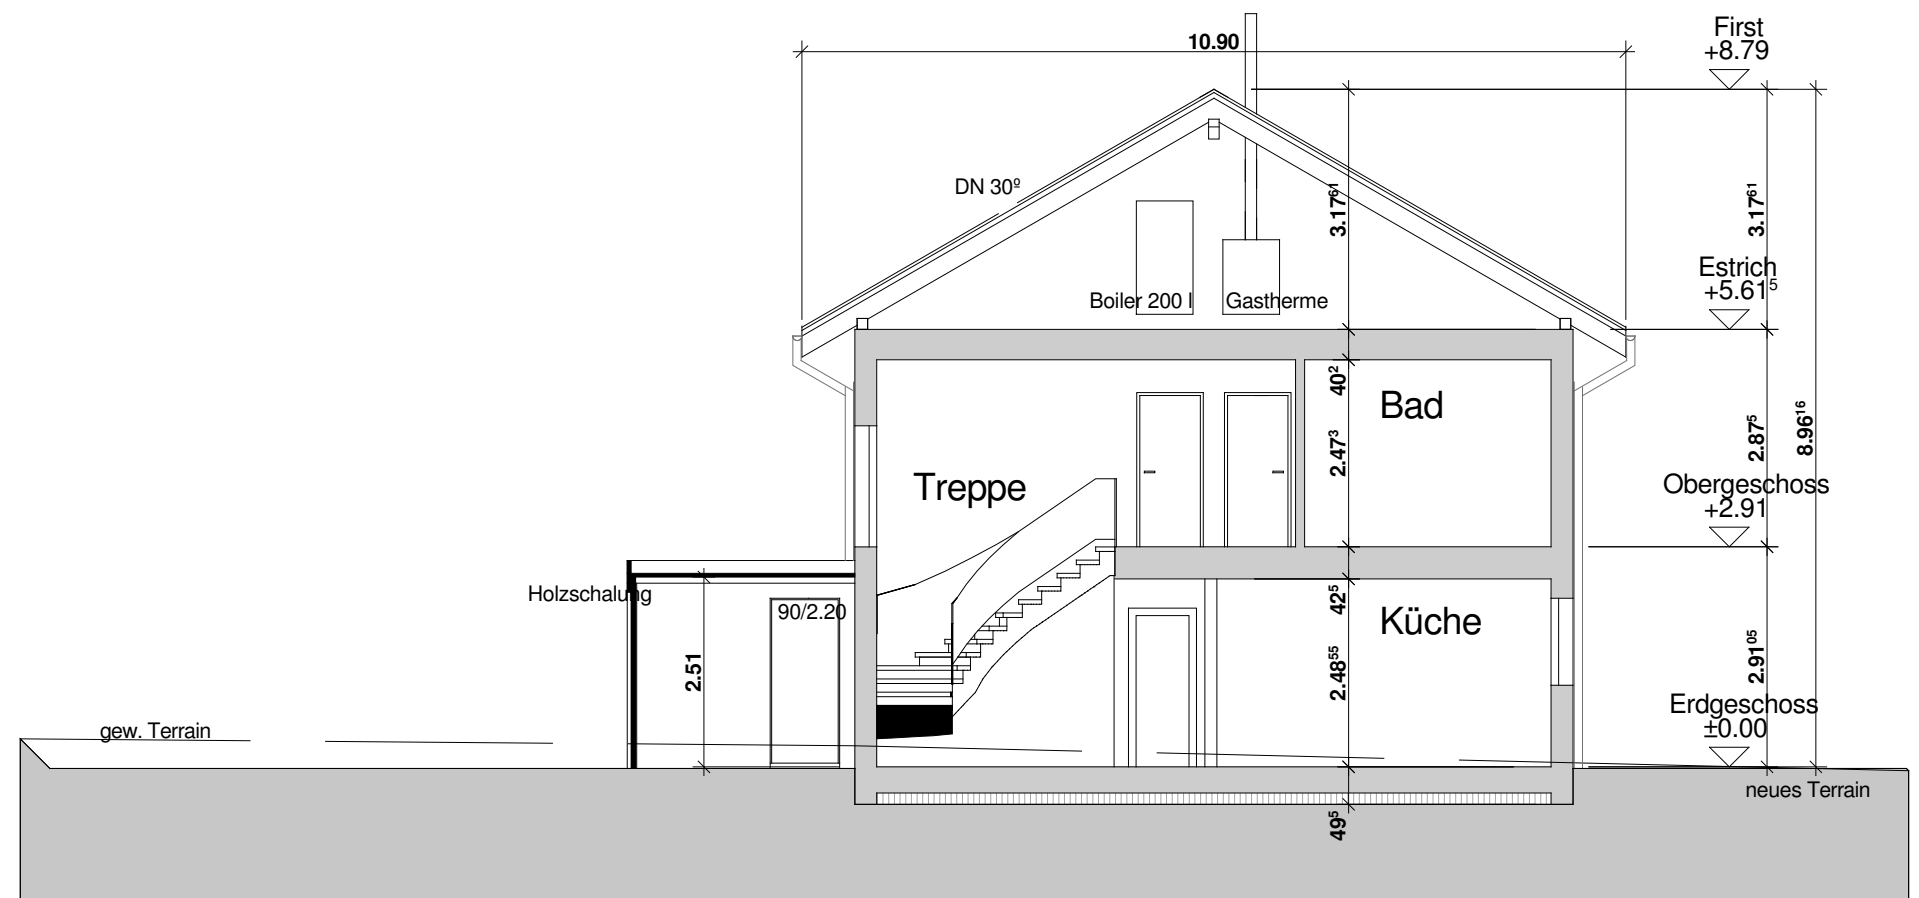 First
+8.79
10.90
DN 30º
3.17⁶¹
3.17⁶¹
Estrich
+5.61⁵
Boiler 200 l
Gastherme
40²
Bad
2.47³
2.87⁵
8.96¹⁶
Treppe
Obergeschoss
+2.91
Holzschalung
90/2.20
42⁵
Küche
2.51
2.48⁵⁵
2.91⁰⁵
Erdgeschoss
±0.00
gew. Terrain
neues Terrain
49⁵